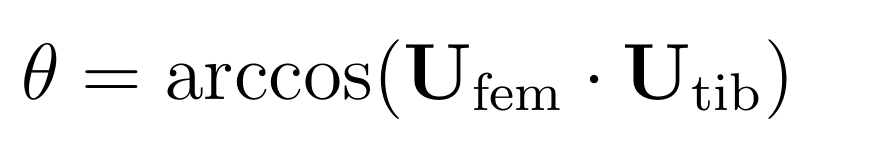 θ = arccos(U_fem · U_tib)